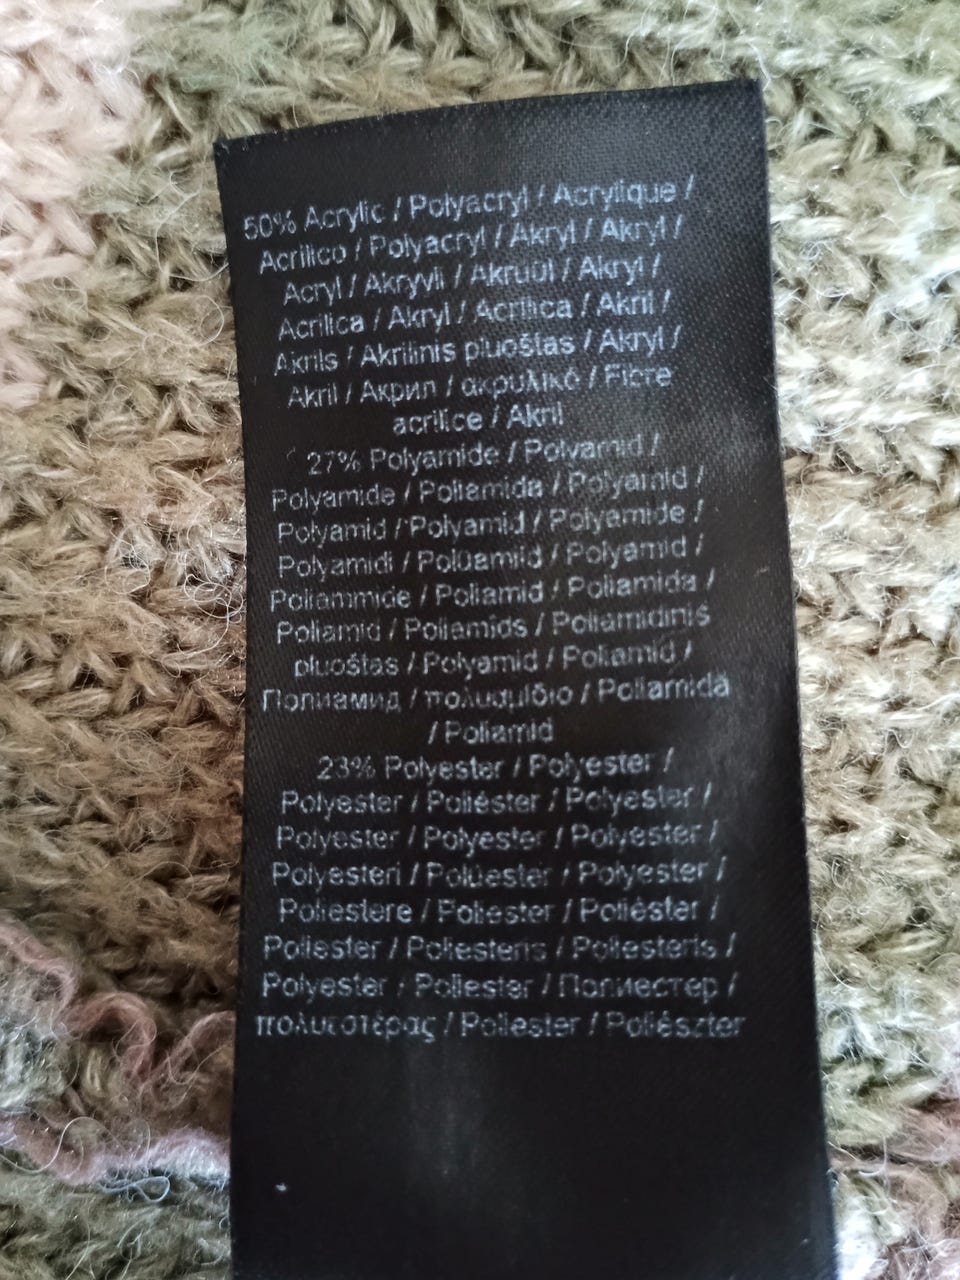 50% Acrylic / Polyacryl / Acrylique /
Acrilico / Polyacryl / Akryl / Akryl /
Acryl / Akryyli / Akruül / Akryl /
Acrilica / Akryl / Acrílica / Akril /
Akrils / Akrilinis pluoštas / Akryl /
Akril / Акрил / ακρυλικό / Fibre
acrilice / Akril
27% Polyamide / Polyamid /
Polyamide / Poliamida / Polyamid /
Polyamid / Polyamid / Polyamide /
Polyamidi / Polüamiid / Polyamid /
Poliammide / Poliamid / Poliamida /
Poliamid / Poliamīds / Poliamidinis
pluoštas / Polyamid / Poliamid /
Полиамид / πολυαμίδιο / Poliamidă
/ Poliamid
23% Polyester / Polyester /
Polyester / Poliéster / Polyester /
Polyester / Polyester / Polyester /
Polyesteri / Polüester / Polyester /
Poliestere / Poliester / Poliéster /
Poliester / Poliesteris / Poliesteris /
Polyester / Poliester / Полиестер /
πολυεστέρας / Poliester / Poliészter